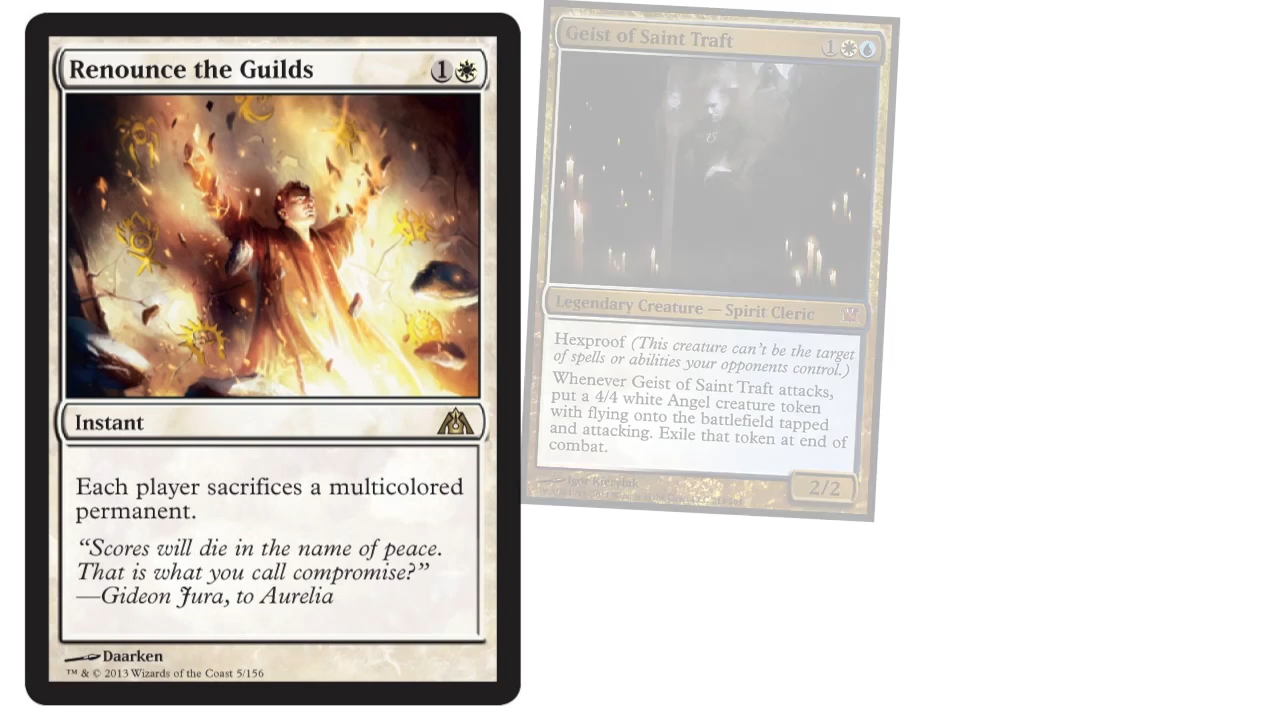 Renounce the Guilds
1
Instant
Each player sacrifices a multicolored
permanent.
“Scores will die in the name of peace.
That is what you call compromise?”
—Gideon Jura, to Aurelia
Daarken
™ & © 2013 Wizards of the Coast 5/156
Geist of Saint Traft
1
Legendary Creature — Spirit Cleric
Hexproof (This creature can't be the target
of spells or abilities your opponents control.)
Whenever Geist of Saint Traft attacks,
put a 4/4 white Angel creature token
with flying onto the battlefield tapped
and attacking. Exile that token at end of
combat.
Igor Kieryluk
2/2